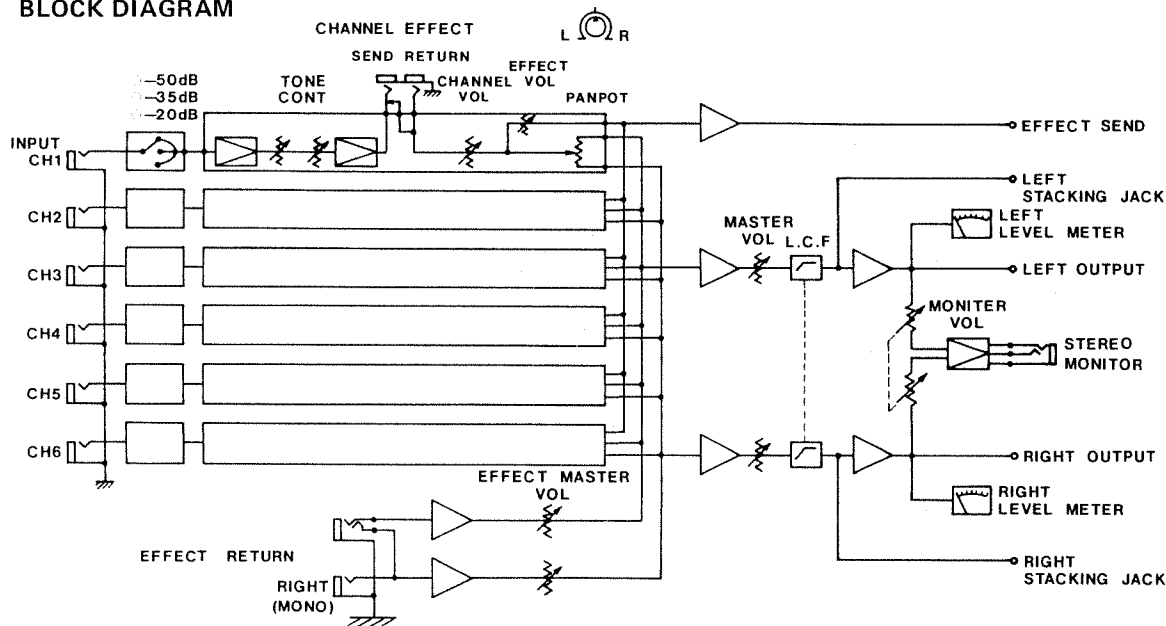 BLOCK DIAGRAM
CHANNEL EFFECT
SEND RETURN
L R
EFFECT
VOL
CHANNEL
VOL
PANPOT
TONE
CONT
–50dB
–35dB
–20dB
INPUT
CH1
CH2
CH3
CH4
CH5
CH6
EFFECT SEND
LEFT
STACKING JACK
LEFT
LEVEL METER
MASTER
VOL
L.C.F
LEFT OUTPUT
MONITER
VOL
STEREO
MONITOR
RIGHT OUTPUT
RIGHT
LEVEL METER
EFFECT MASTER
VOL
EFFECT RETURN
RIGHT
(MONO)
RIGHT
STACKING JACK